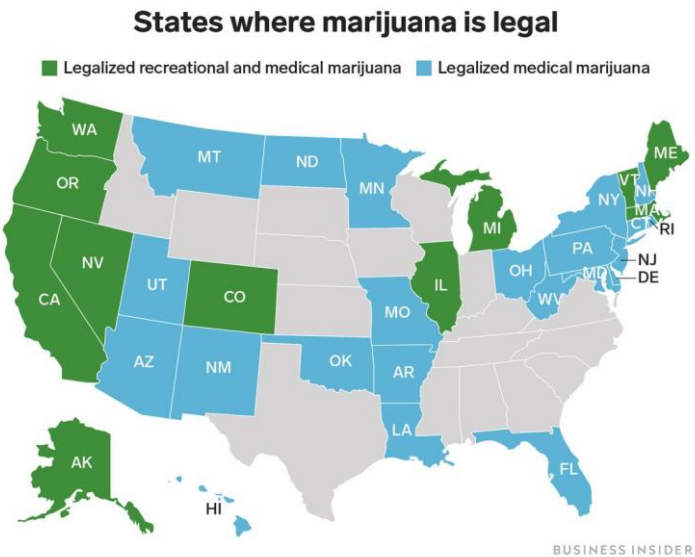 States where marijuana is legal
Legalized recreational and medical marijuana
Legalized medical marijuana
WA
MT
ND
MN
OR
ME
VT
NH
NY
MA
CT
RI
MI
NV
UT
CO
CA
IL
OH
PA
NJ
MD
DE
WV
MO
AZ
NM
OK
AR
LA
FL
AK
HI
BUSINESS INSIDER